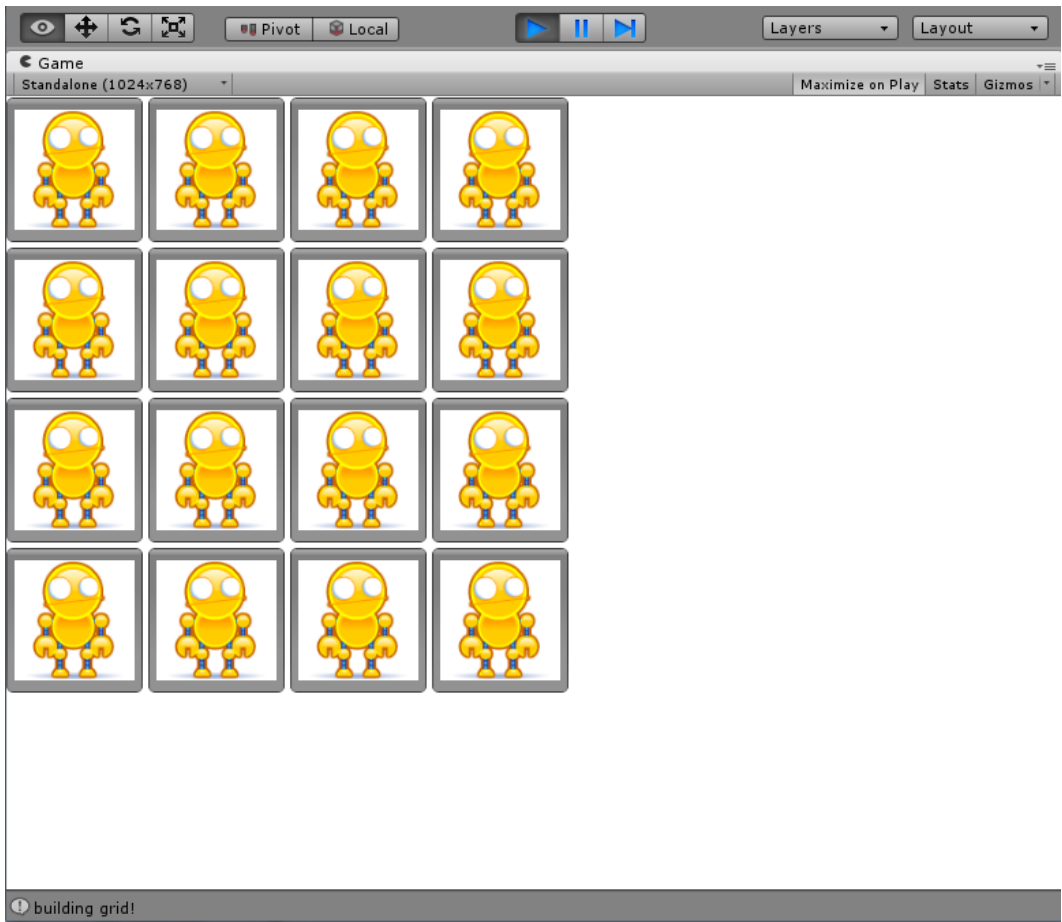 Pivot Local Layers Layout
Game
Standalone (1024x768) Maximize on Play Stats Gizmos
building grid!